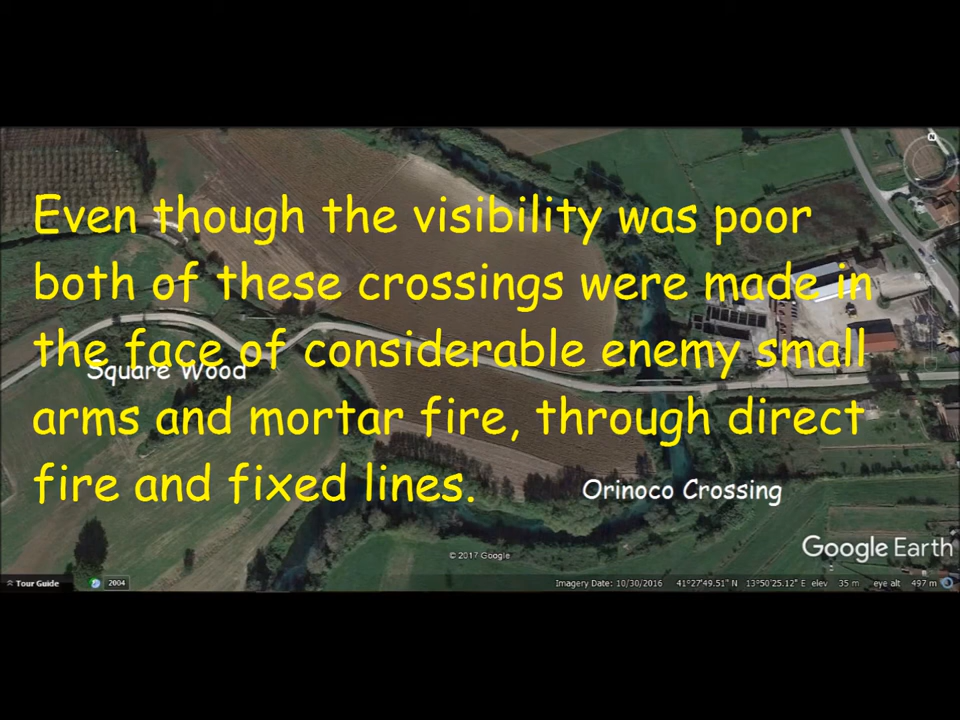 Even though the visibility was poor
both of these crossings were made in
the face of considerable enemy small
Square Wood
arms and mortar fire, through direct
fire and fixed lines.
Orinoco Crossing
© 2017 Google
Google Earth
Tour Guide 2004 Imagery Date: 10/30/2016 41°27'49.51" N 13°50'25.12" E elev 35 m eye alt 497 m
N